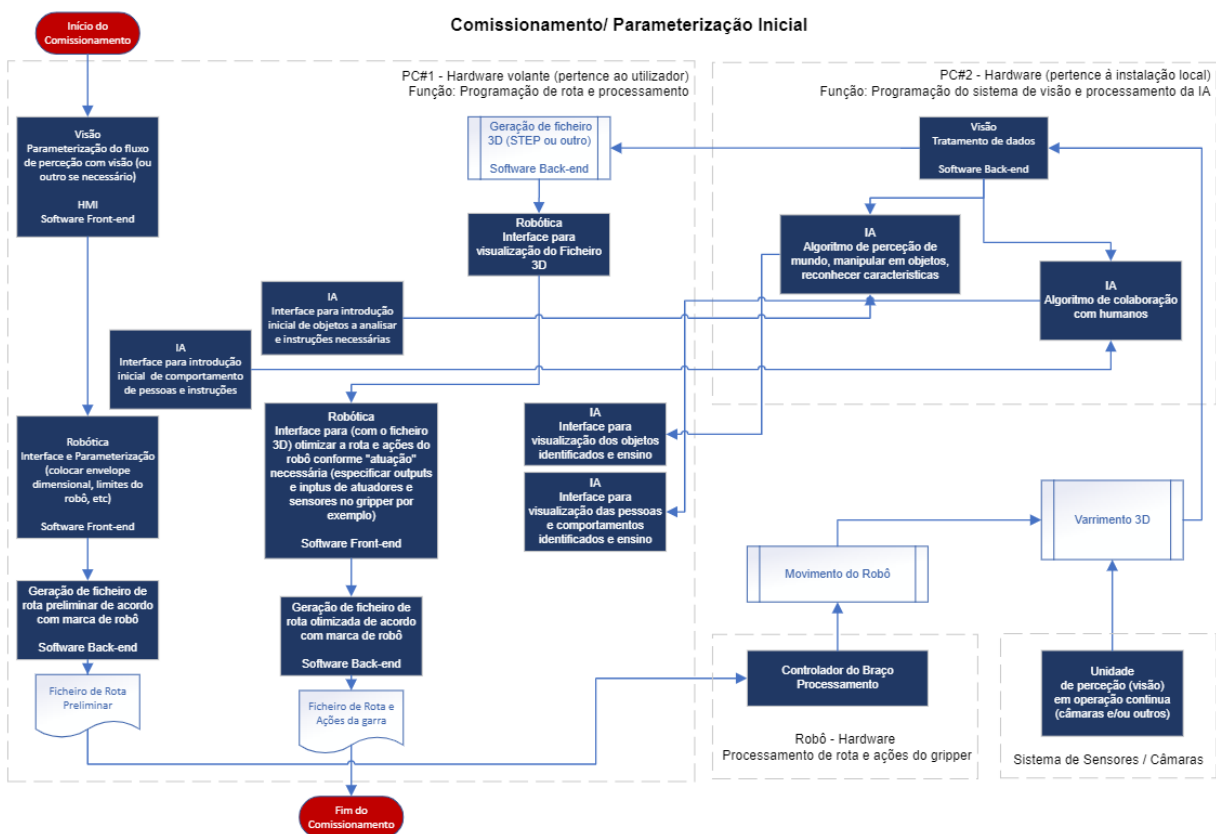 Início do
Comissionamento/
Comissionamento/ Parameterização Inicial
PC#1 - Hardware volante (pertence ao utilizador)
Função: Programação de rota e processamento
PC#2 - Hardware (pertence à instalação local)
Função: Programação do sistema de visão e processamento da IA
Visão
Parameterização do fluxo
de perceção com visão (ou
outro se necessário)
HMI
Software Front-end
Geração de ficheiro
3D (STEP ou outro)
Software Back-end
Visão
Tratamento de dados
Software Back-end
Robótica
Interface para
visualização do Ficheiro
3D
IA
Algoritmo de perceção de
mundo, manipular em objetos,
reconhecer caracteristicas
IA
Algoritmo de colaboração
com humanos
IA
Interface para introdução
inicial de objetos a analisar
e instruções necessárias
IA
Interface para introdução
inicial de comportamento
de pessoas e instruções
Robótica
Interface e Parameterização
(colocar envelope
dimensional, limites do
robô, etc)
Software Front-end
Robótica
Interface para (com o ficheiro
3D) otimizar a rota e ações do
robô conforme "atuação"
necessária (especificar outputs
e inptus de atuadores e
sensores no gripper por
exemplo)
Software Front-end
IA
Interface para
visualização dos objetos
identificados e ensino
IA
Interface para
visualização das pessoas
e comportamentos
identificados e ensino
Varrimento 3D
Movimento do Robô
Geração de ficheiro de
rota preliminar de acordo
com marca de robô
Software Back-end
Geração de ficheiro de
rota otimizada de acordo
com marca de robô
Software Back-end
Controlador do Braço
Processamento
Unidade
de perceção (visão)
em operação continua
(câmaras e/ou outros)
Ficheiro de Rota
Preliminar
Ficheiro de Rota e
Ações da garra
Robô - Hardware
Processamento de rota e ações do gripper
Sistema de Sensores / Câmaras
Fim do
Comissionamento